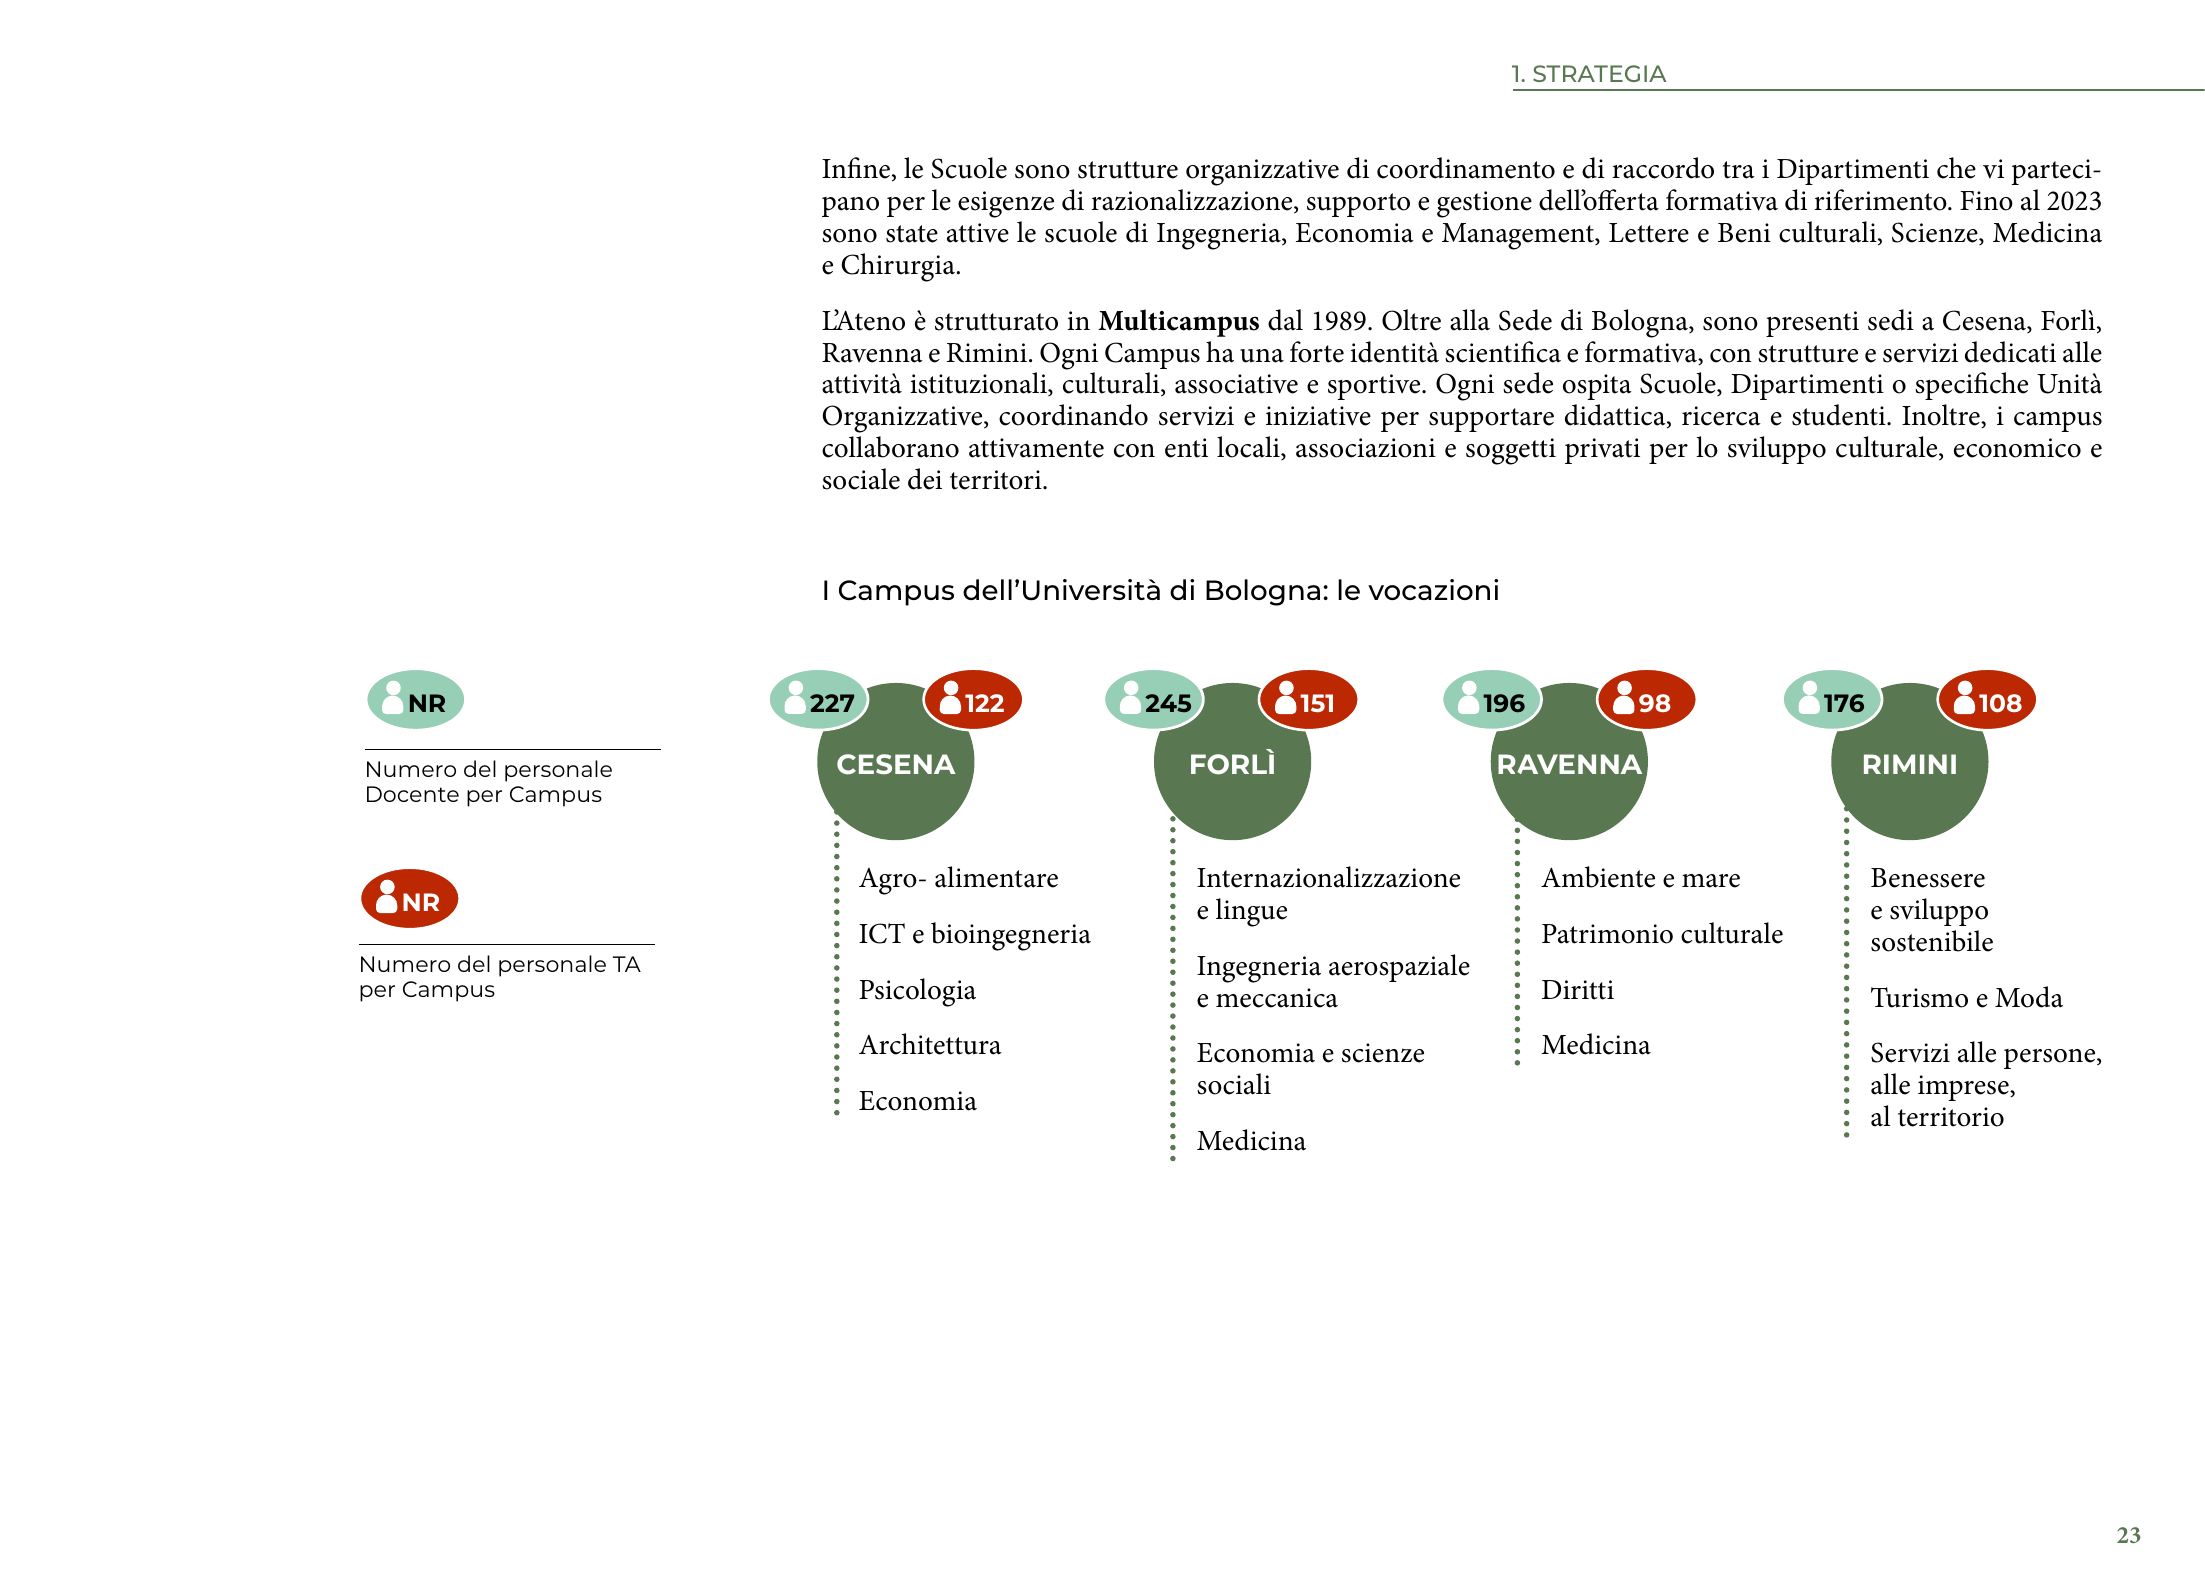 1. STRATEGIA
Infine, le Scuole sono strutture organizzative di coordinamento e di raccordo tra i Dipartimenti che vi parteci-
pano per le esigenze di razionalizzazione, supporto e gestione dell’offerta formativa di riferimento. Fino al 2023
sono state attive le scuole di Ingegneria, Economia e Management, Lettere e Beni culturali, Scienze, Medicina
e Chirurgia.
L’Ateno è strutturato in Multicampus dal 1989. Oltre alla Sede di Bologna, sono presenti sedi a Cesena, Forlì,
Ravenna e Rimini. Ogni Campus ha una forte identità scientifica e formativa, con strutture e servizi dedicati alle
attività istituzionali, culturali, associative e sportive. Ogni sede ospita Scuole, Dipartimenti o specifiche Unità
Organizzative, coordinando servizi e iniziative per supportare didattica, ricerca e studenti. Inoltre, i campus
collaborano attivamente con enti locali, associazioni e soggetti privati per lo sviluppo culturale, economico e
sociale dei territori.
I Campus dell’Università di Bologna: le vocazioni
NR
Numero del personale
Docente per Campus
NR
Numero del personale TA
per Campus
227
122
CESENA
Agro- alimentare
ICT e bioingegneria
Psicologia
Architettura
Economia
245
151
FORLÌ
Internazionalizzazione
e lingue
Ingegneria aerospaziale
e meccanica
Economia e scienze
sociali
Medicina
196
98
RAVENNA
Ambiente e mare
Patrimonio culturale
Diritti
Medicina
176
108
RIMINI
Benessere
e sviluppo
sostenibile
Turismo e Moda
Servizi alle persone,
alle imprese,
al territorio
23